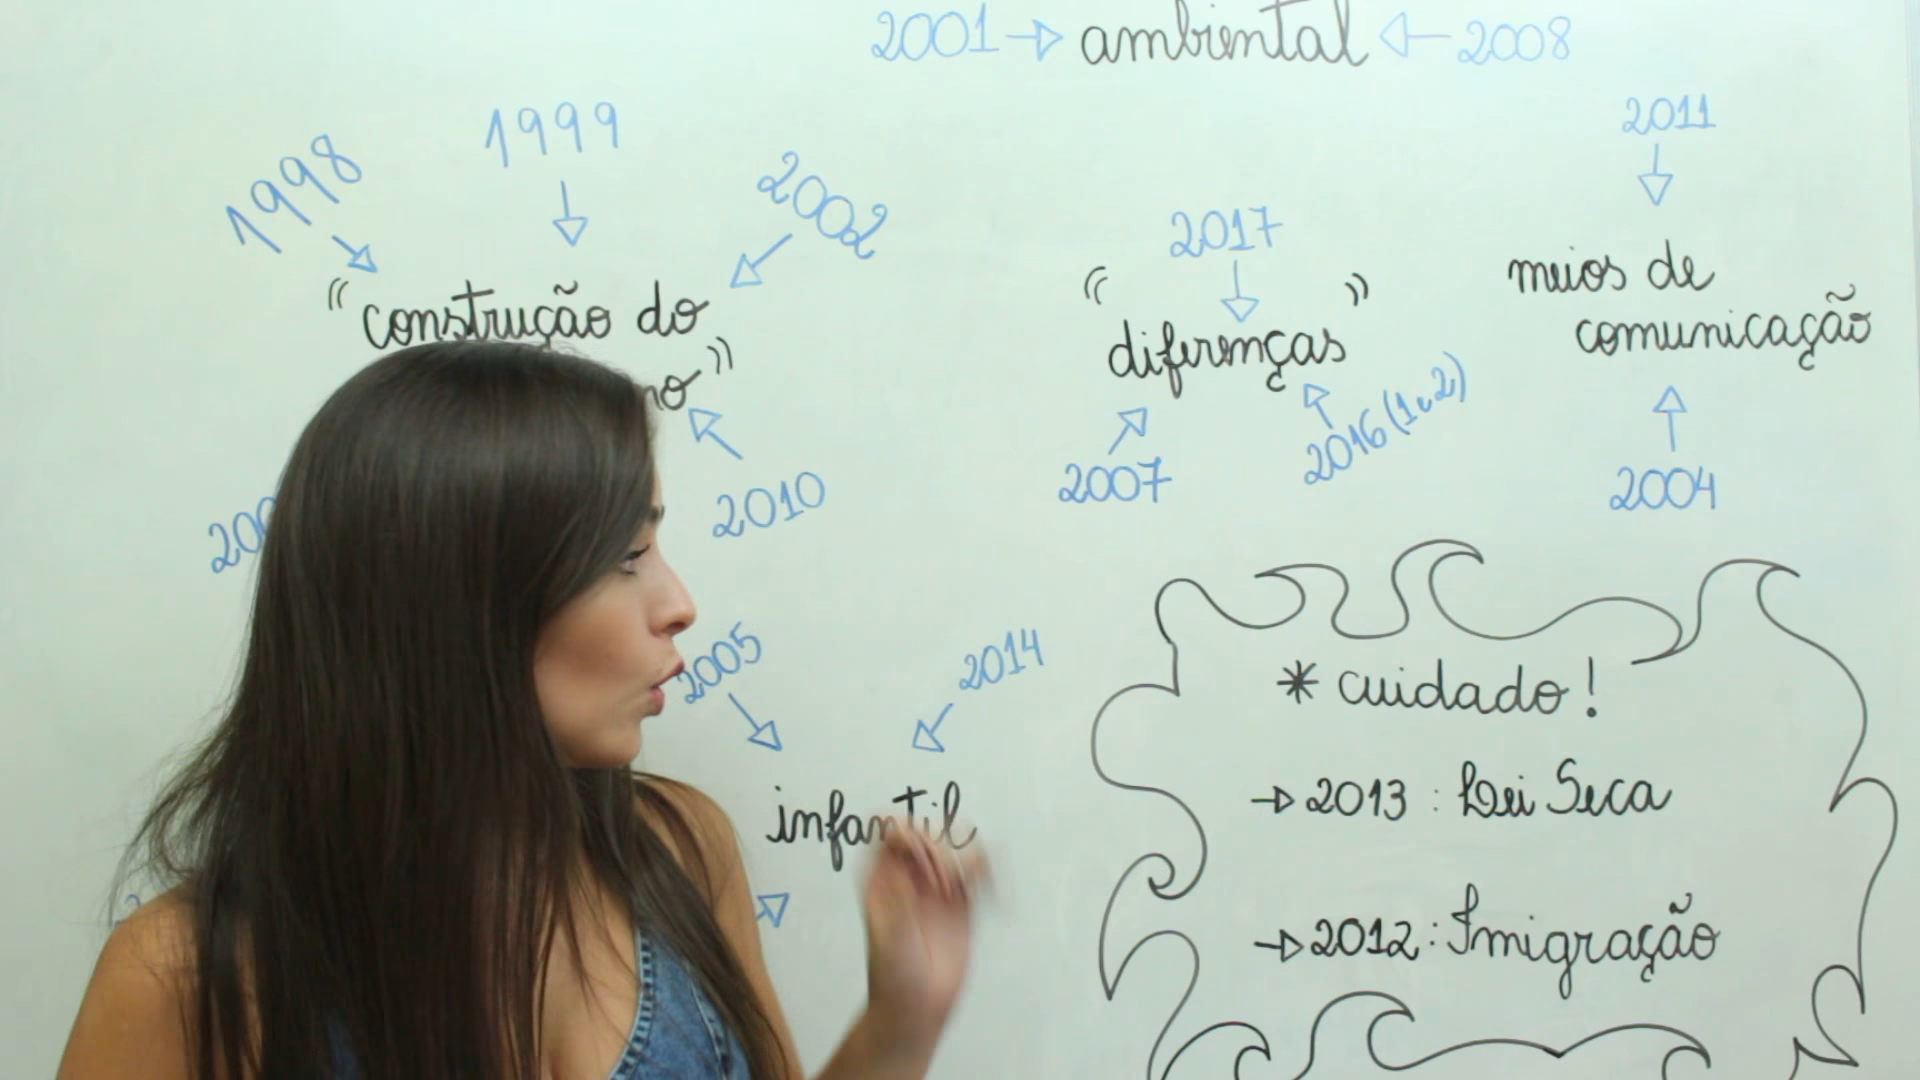 2001 → ambiental ← 2008
1998
1999
2002
2017
2011
"construção do
"diferenças"
meios de
comunicação
2010
2007
2016 (1 e 2)
2004
2005
2014
infantil
* cuidado!
→ 2013: Lei Seca
→ 2012: Imigração